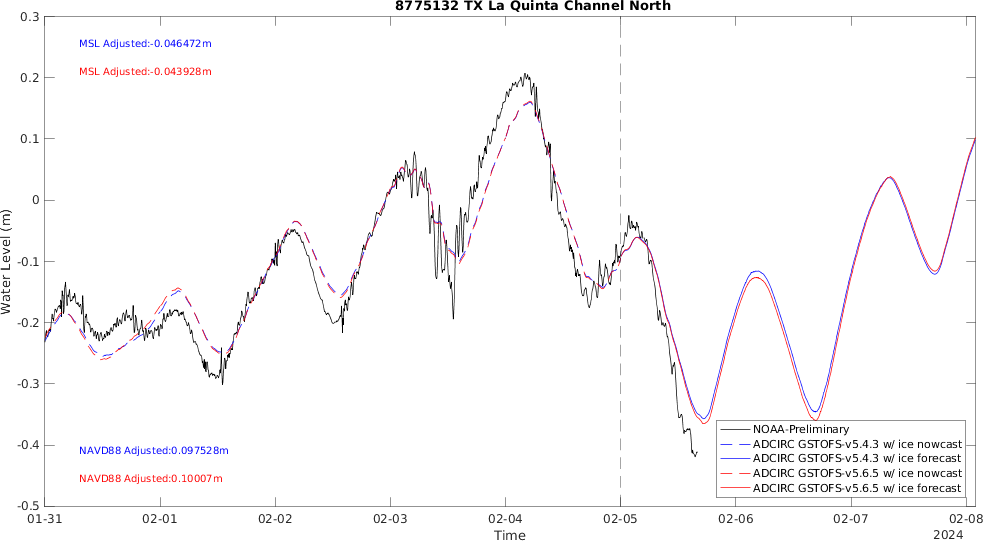 8775132 TX La Quinta Channel North
0.3
0.2
0.1
0
-0.1
-0.2
-0.3
-0.4
-0.5
Water Level (m)
MSL Adjusted:-0.046472m
MSL Adjusted:-0.043928m
NAVD88 Adjusted:0.097528m
NAVD88 Adjusted:0.10007m
NOAA-Preliminary
ADCIRC GSTOFS-v5.4.3 w/ ice nowcast
ADCIRC GSTOFS-v5.4.3 w/ ice forecast
ADCIRC GSTOFS-v5.6.5 w/ ice nowcast
ADCIRC GSTOFS-v5.6.5 w/ ice forecast
01-31 02-01 02-02 02-03 02-04 02-05 02-06 02-07 02-08
Time
2024